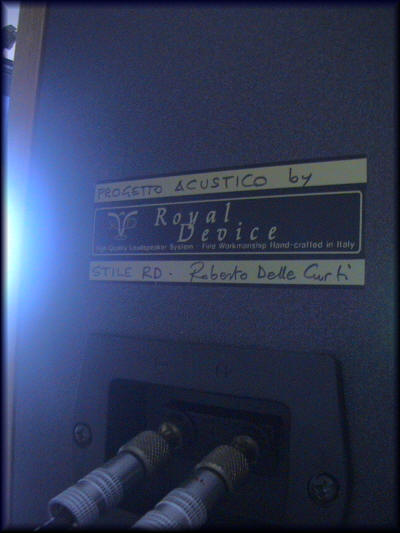 PROGETTO ACUSTICO by
Royal
Device
High Quality Loudspeaker System - Fine Workmanship Hand-crafted in Italy
STILE RD. Roberto Delle Curti
- +